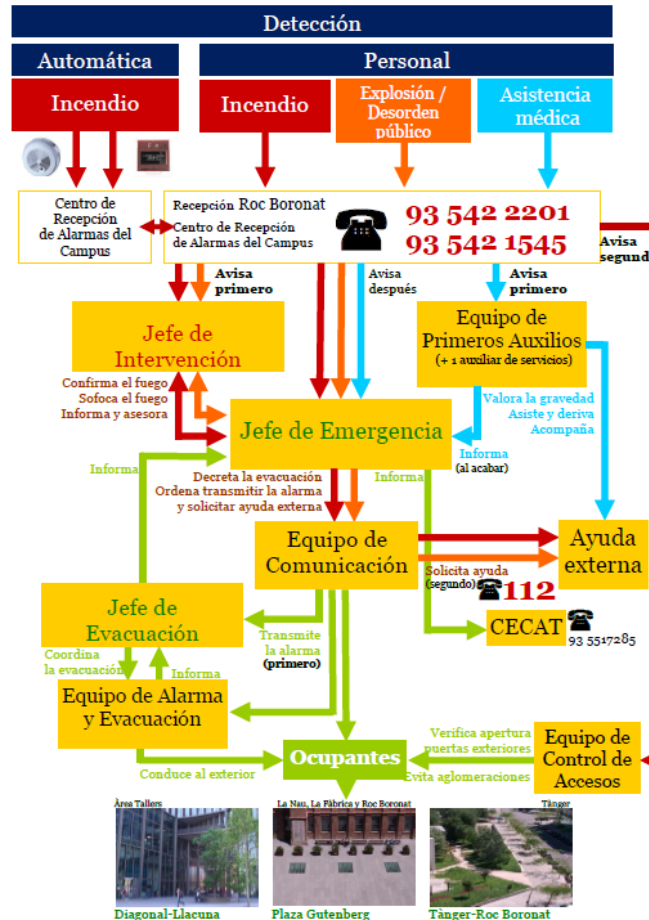 Detección
Automática
Personal
Incendio
Incendio
Explosión /
Desorden
público
Asistencia
médica
Centro de
Recepción
de Alarmas del
Campus
Recepción Roc Boronat
Centro de Recepción
de Alarmas del Campus
93 542 2201
93 542 1545
Avisa
segund
Avisa
primero
Avisa
después
Avisa
primero
Jefe de
Intervención
Equipo de
Primeros Auxilios
(+ 1 auxiliar de servicios)
Confirma el fuego
Sofoca el fuego
Informa y asesora
Valora la gravedad
Asiste y deriva
Acompaña
Jefe de Emergencia
Informa
(al acabar)
Informa
Decreta la evacuación
Ordena transmitir la alarma
y solicitar ayuda externa
Informa
Equipo de
Comunicación
Ayuda
externa
Solicita ayuda
(segundo)
112
Jefe de
Evacuación
CECAT
93 5517285
Transmite
la alarma
(primero)
Coordina
la evacuación
Informa
Equipo de Alarma
y Evacuación
Conduce al exterior
Ocupantes
Verifica apertura
puertas exteriores
Evita aglomeraciones
Equipo de
Control de
Accesos
Àrea Tallers
La Nau, La Fàbrica y Roc Boronat
Tànger
Diagonal-Llacuna
Plaza Gutenberg
Tànger-Roc Boronat